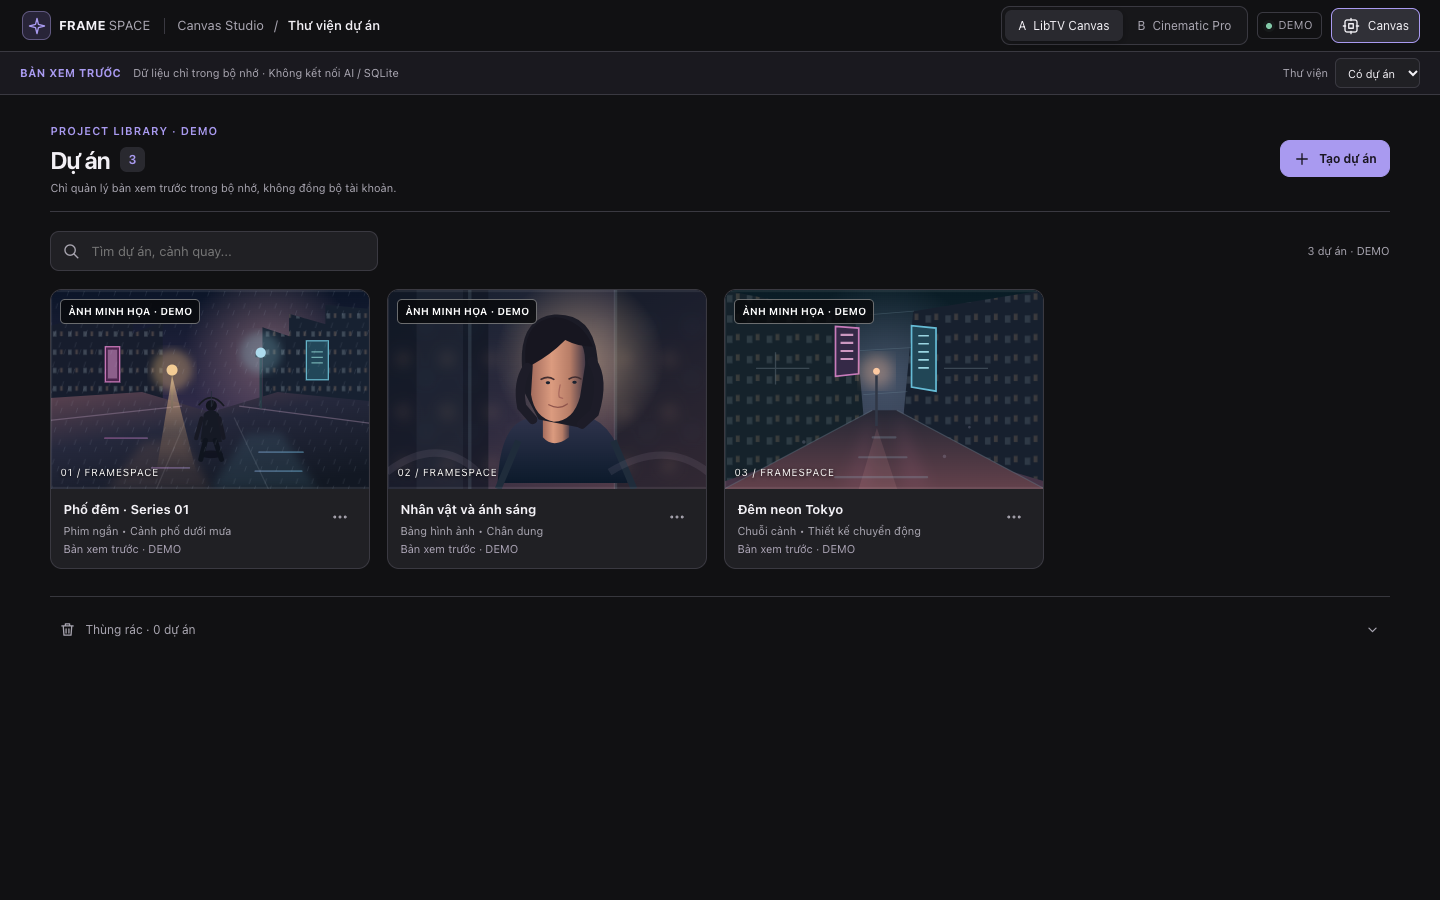 FRAME SPACE
Canvas Studio / Thư viện dự án
A LibTV Canvas
B Cinematic Pro
DEMO
Canvas
BẢN XEM TRƯỚC
Dữ liệu chỉ trong bộ nhớ · Không kết nối AI / SQLite
Thư viện
Có dự án
PROJECT LIBRARY · DEMO
Dự án 3
Chỉ quản lý bản xem trước trong bộ nhớ, không đồng bộ tài khoản.
Tạo dự án
Tìm dự án, cảnh quay...
3 dự án · DEMO
ẢNH MINH HỌA · DEMO
01 / FRAMESPACE
Phố đêm · Series 01
Phim ngắn • Cảnh phố dưới mưa
Bản xem trước · DEMO
ẢNH MINH HỌA · DEMO
02 / FRAMESPACE
Nhân vật và ánh sáng
Bảng hình ảnh • Chân dung
Bản xem trước · DEMO
ẢNH MINH HỌA · DEMO
03 / FRAMESPACE
Đêm neon Tokyo
Chuỗi cảnh • Thiết kế chuyển động
Bản xem trước · DEMO
Thùng rác · 0 dự án